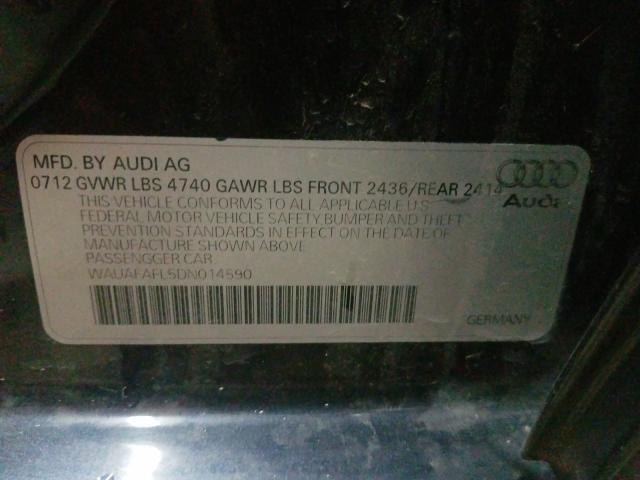 MFD. BY AUDI AG
0712 GVWR LBS 4740 GAWR LBS FRONT 2436/REAR 2414
THIS VEHICLE CONFORMS TO ALL APPLICABLE U.S
FEDERAL MOTOR VEHICLE SAFETY, BUMPER AND THEFT
PREVENTION STANDARDS IN EFFECT ON THE DATE OF
MANUFACTURE SHOWN ABOVE
PASSENGGER CAR
WAUAFAFL5DN014590
Audi
GERMANY